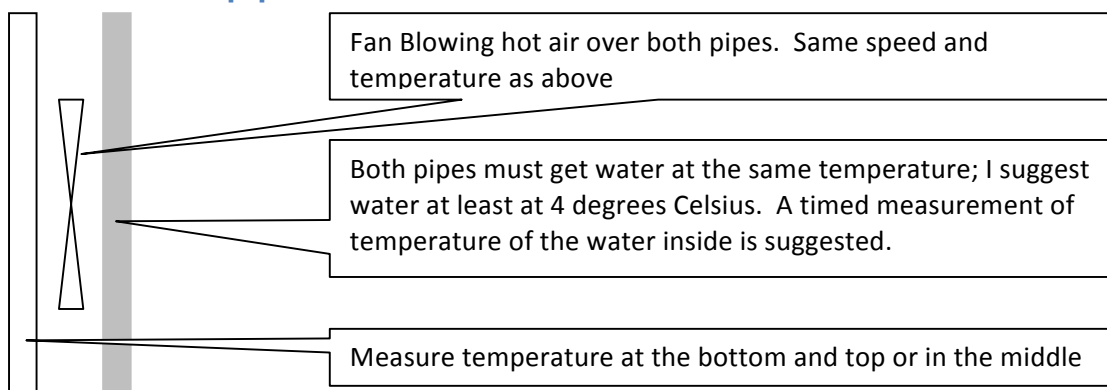 Fan Blowing hot air over both pipes. Same speed and
temperature as above
Both pipes must get water at the same temperature; I suggest
water at least at 4 degrees Celsius. A timed measurement of
temperature of the water inside is suggested.
Measure temperature at the bottom and top or in the middle